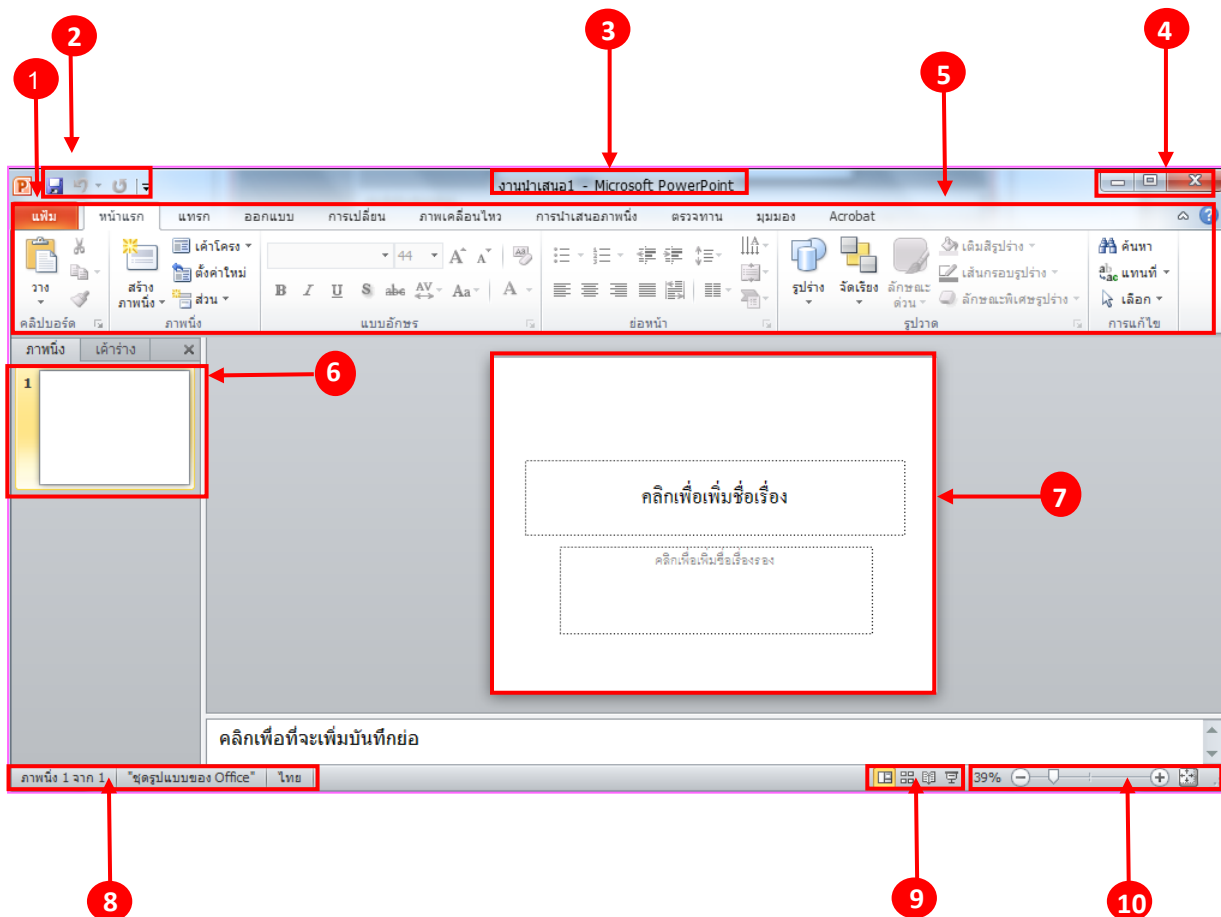 2
3
4
1
5
งานนำเสนอ1 - Microsoft PowerPoint
แฟ้ม หน้าแรก แทรก ออกแบบ การเปลี่ยน ภาพเคลื่อนไหว การนำเสนอภาพนิ่ง ตรวจทาน มุมมอง Acrobat
วาง
สร้าง
ภาพนิ่ง
เค้าโครง
ตั้งค่าใหม่
ส่วน
44
B I U S abc AV Aa A
รูปร่าง จัดเรียง ลักษณะ
ด่วน
เติมสีรูปร่าง
เส้นกรอบรูปร่าง
ลักษณะพิเศษรูปร่าง
ค้นหา
แทนที่
เลือก
คลิปบอร์ด ภาพนิ่ง แบบอักษร ย่อหน้า รูปวาด การแก้ไข
ภาพนิ่ง เค้าร่าง
1
6
คลิกเพื่อเพิ่มชื่อเรื่อง
7
คลิกเพื่อเพิ่มชื่อเรื่องรอง
คลิกเพื่อที่จะเพิ่มบันทึกย่อ
ภาพนิ่ง 1 จาก 1 "ชุดรูปแบบของ Office" ไทย 39%
8
9
10